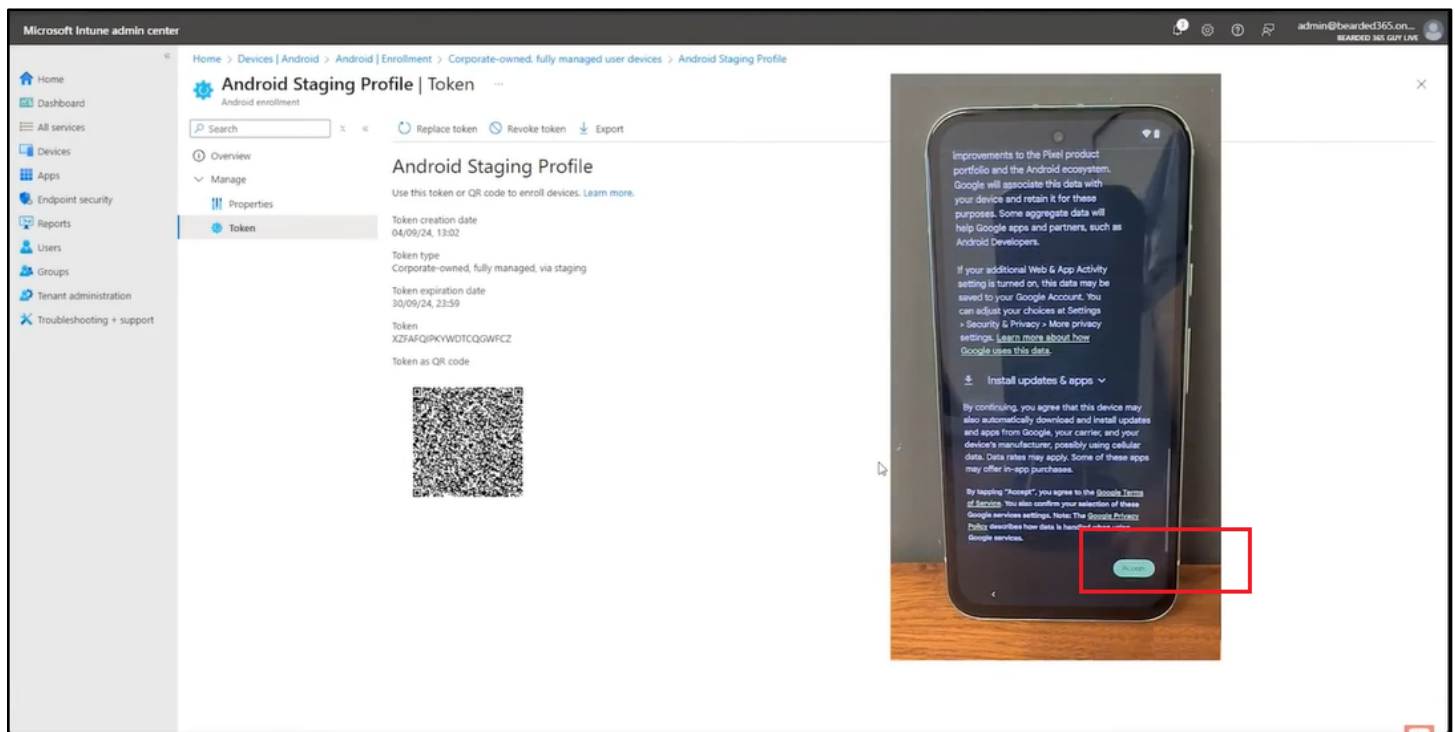 Microsoft Intune admin center
3
admin@bearded365.on...
BEARDED 365 GUY LIVE
Home > Devices | Android > Android | Enrollment > Corporate-owned, fully managed user devices > Android Staging Profile
Home
Dashboard
All services
Devices
Apps
Endpoint security
Reports
Users
Groups
Tenant administration
Troubleshooting + support
Android Staging Profile | Token ...
Android enrollment
Search
Overview
Manage
Properties
Token
Replace token
Revoke token
Export
Android Staging Profile
Use this token or QR code to enroll devices. Learn more.
Token creation date
04/09/24, 13:02
Token type
Corporate-owned, fully managed, via staging
Token expiration date
30/09/24, 23:59
Token
XZFAFQIPKYWDTCQGWFCZ
Token as QR code
improvements to the Pixel product
portfolio and the Android ecosystem.
Google will associate this data with
your device and retain it for these
purposes. Some aggregate data will
help Google apps and partners, such as
Android Developers.
If your additional Web & App Activity
setting is turned on, this data may be
saved to your Google Account. You
can adjust your choices at Settings
> Security & Privacy > More privacy
settings. Learn more about how
Google uses this data.
Install updates & apps
By continuing, you agree that this device may
also automatically download and install updates
and apps from Google, your carrier, and your
device's manufacturer, possibly using cellular
data. Data rates may apply. Some of these apps
may offer in-app purchases.
By tapping "Accept", you agree to the Google Terms
of Service. You also confirm your selection of these
Google services settings. Note: The Google Privacy
Policy describes how data is handled when using
Google services.
Accept